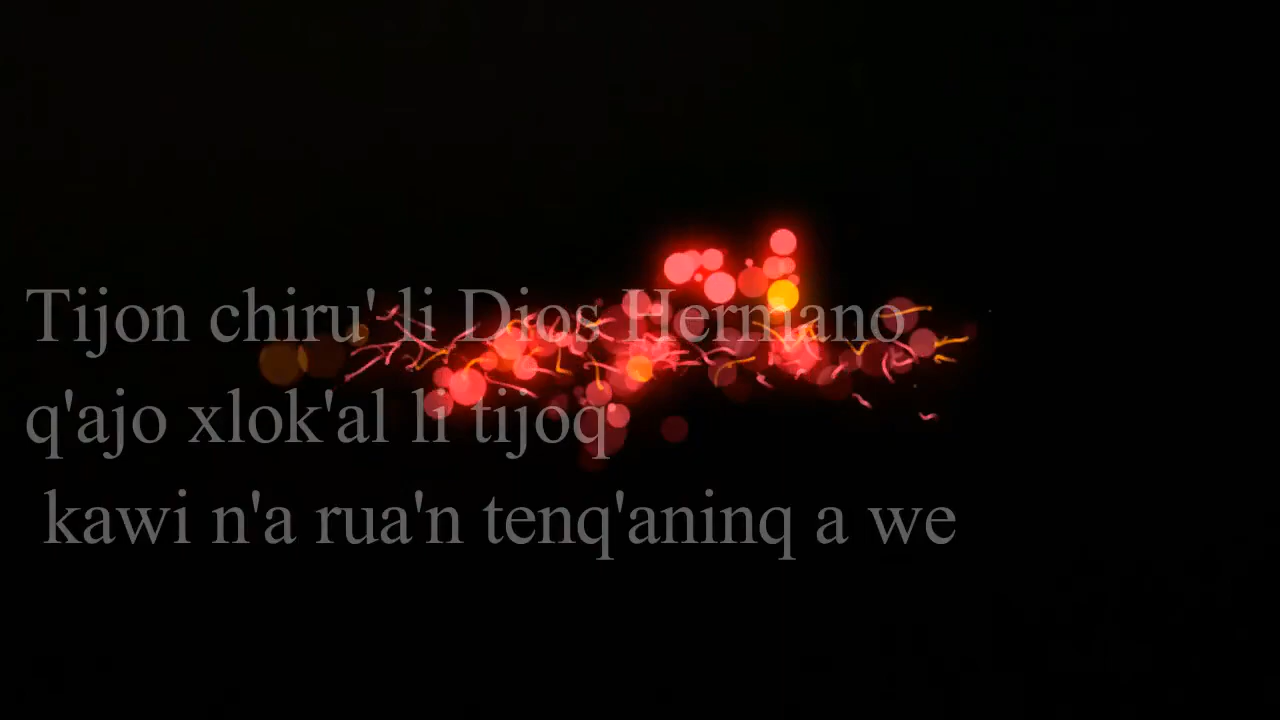 Tijon chiru' li Dios Hermano
q'ajo xlok'al li tijoq
kawi n'a rua'n tenq'aninq a we